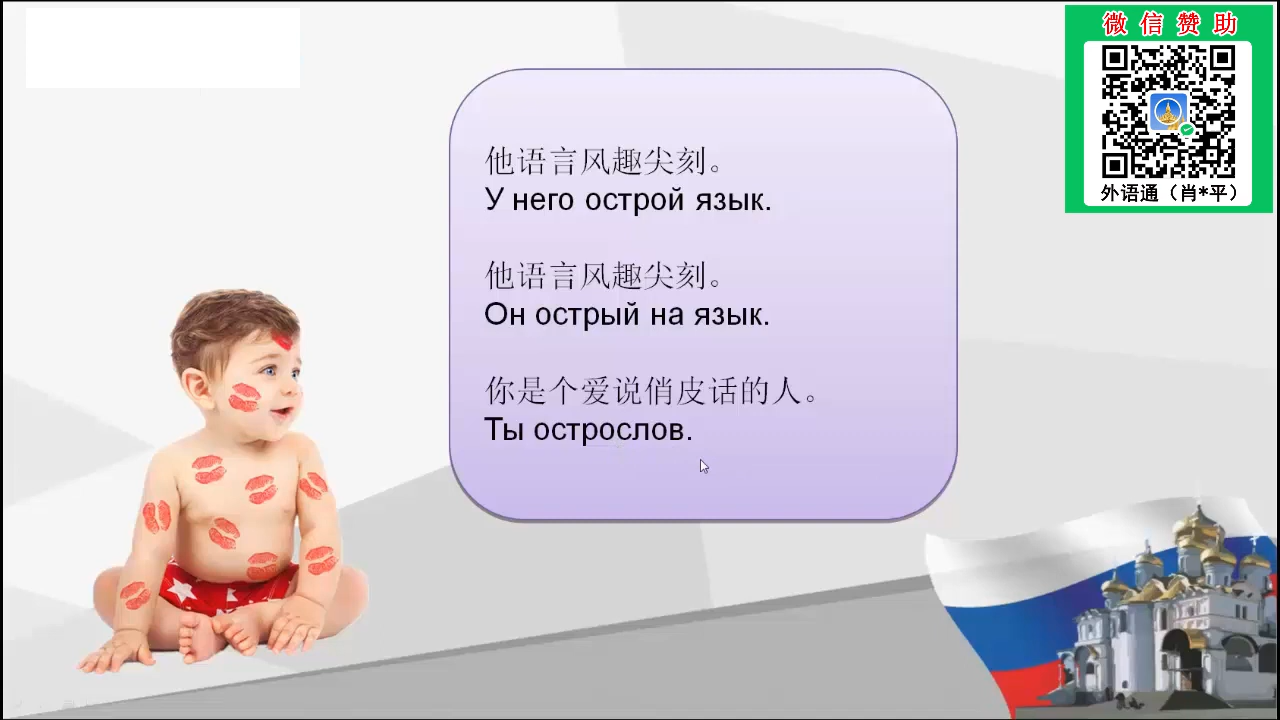 微信赞助
外语通（肖*平）
他语言风趣尖刻。
У него острой язык.
他语言风趣尖刻。
Он острый на язык.
你是个爱说俏皮话的人。
Ты острослов.